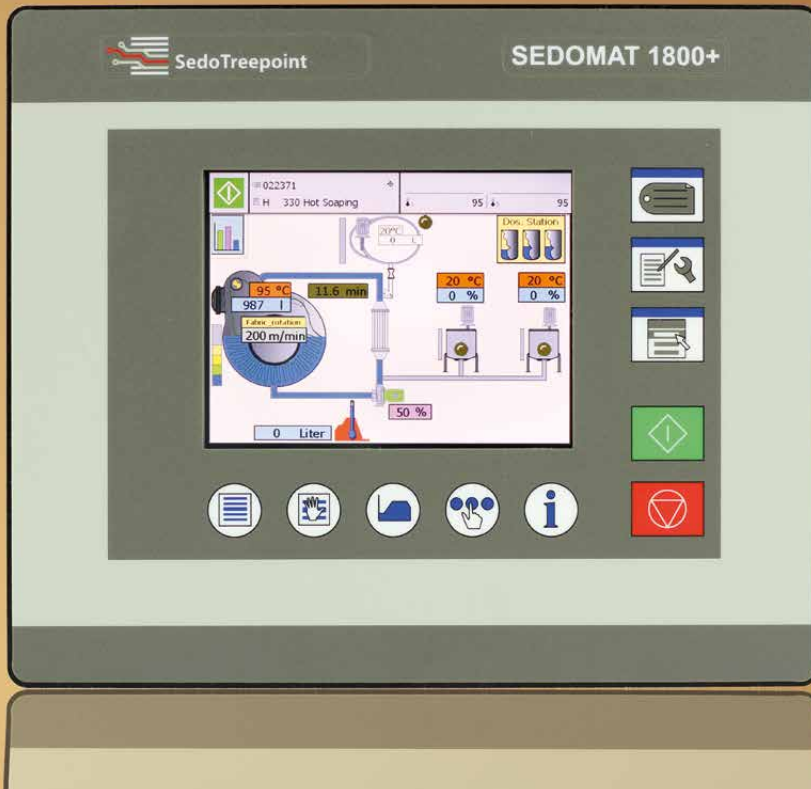 SedoTreepoint
SEDOMAT 1800+
022371
H 330 Hot Soaping
95
95
20°C
0 L
Dos. Station
95 °C
11.6 min
987 l
20 °C
0 %
20 °C
0 %
Fabric_rotation
200 m/min
50 %
0 Liter